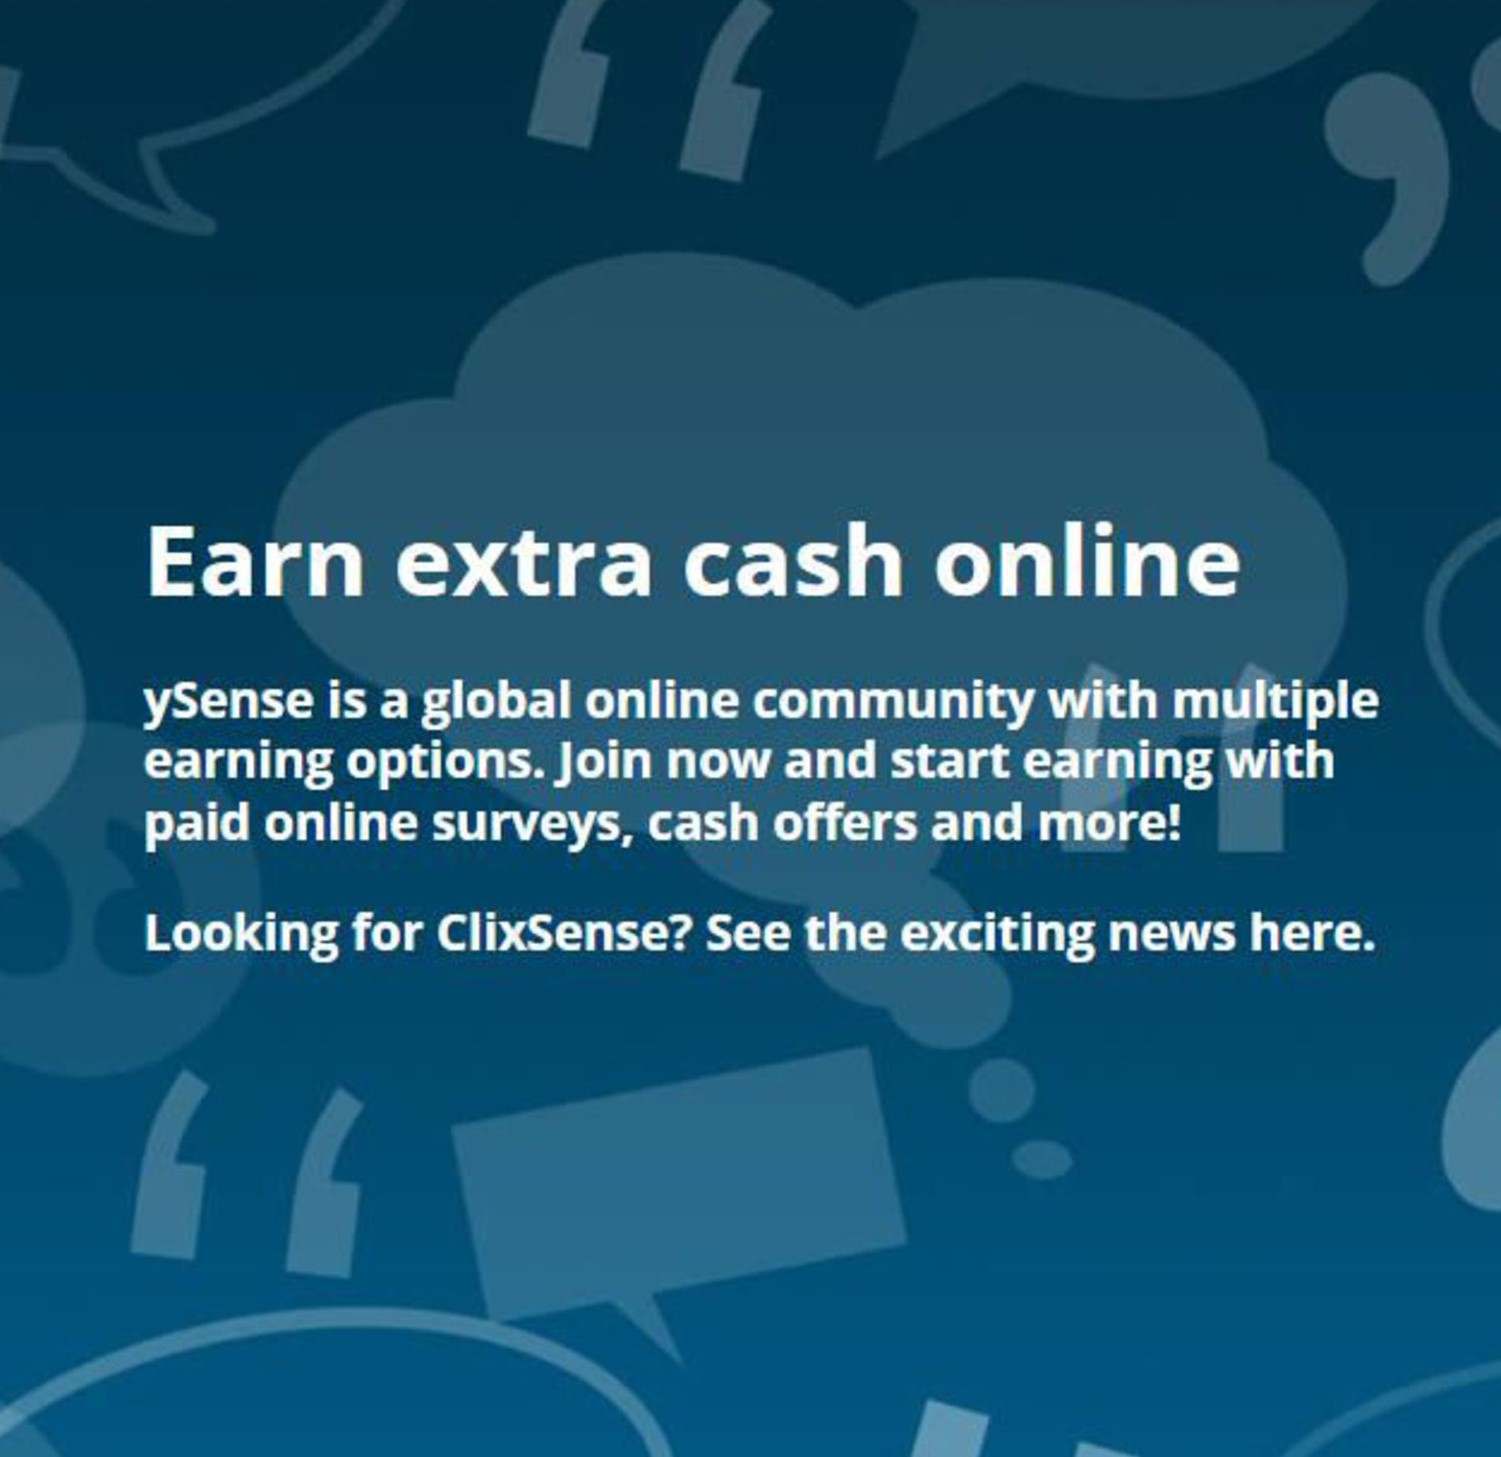 Earn extra cash online
ySense is a global online community with multiple
earning options. Join now and start earning with
paid online surveys, cash offers and more!
Looking for ClixSense? See the exciting news here.